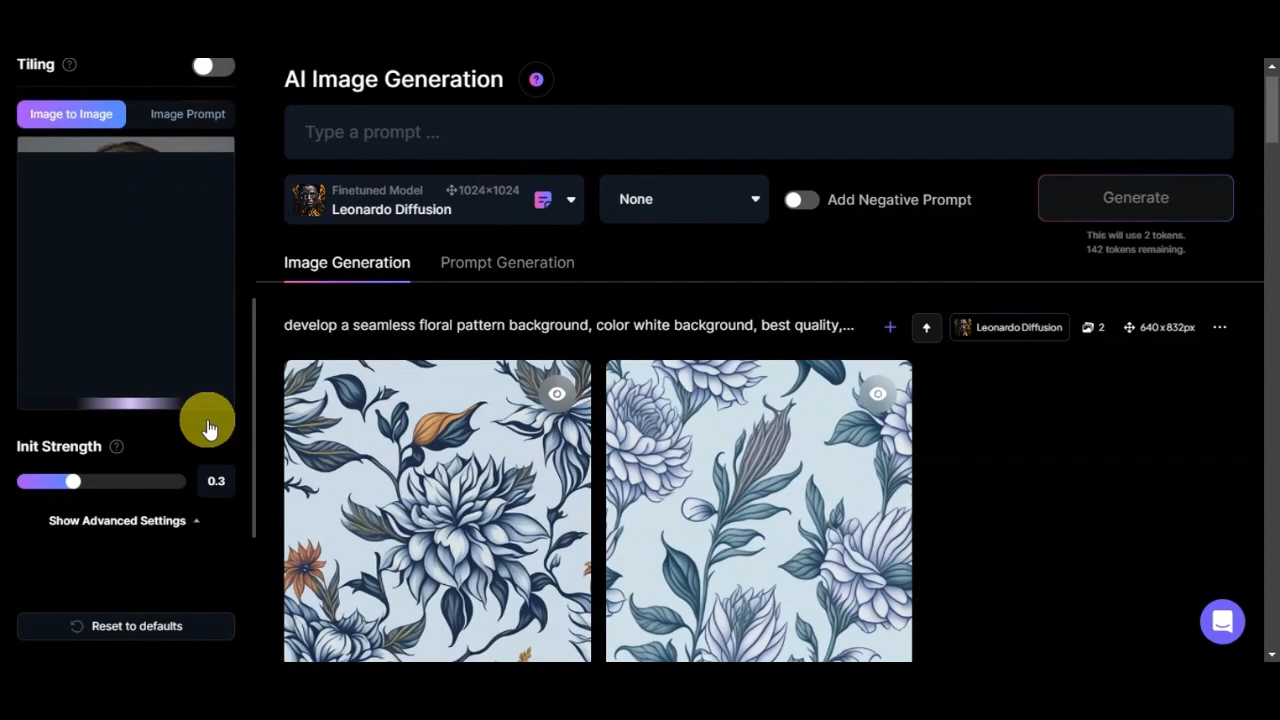 Tiling ?
Image to Image Image Prompt
Init Strength ?
0.3
Show Advanced Settings
Reset to defaults
AI Image Generation ?
Type a prompt ...
Finetuned Model 1024×1024
Leonardo Diffusion
None
Add Negative Prompt
Generate
This will use 2 tokens.
142 tokens remaining.
Image Generation Prompt Generation
develop a seamless floral pattern background, color white background, best quality,... + Leonardo Diffusion 2 640 x 832px ...